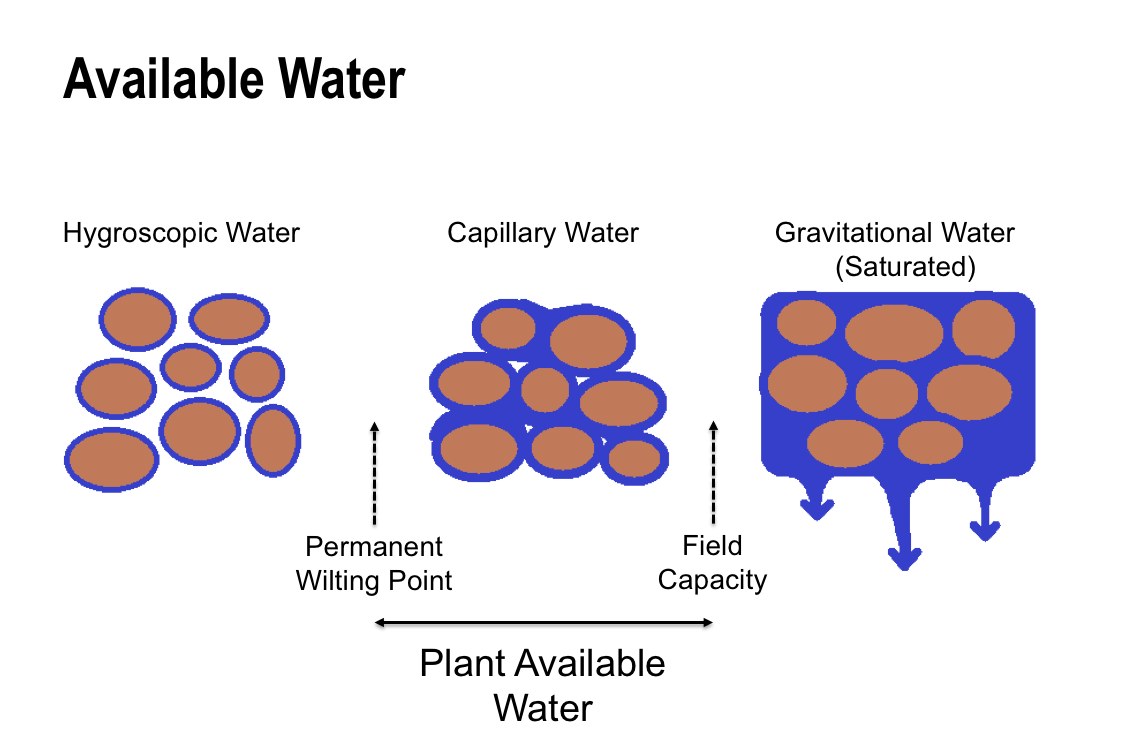 Available Water
Hygroscopic Water
Capillary Water
Gravitational Water
(Saturated)
Permanent
Wilting Point
Field
Capacity
Plant Available
Water